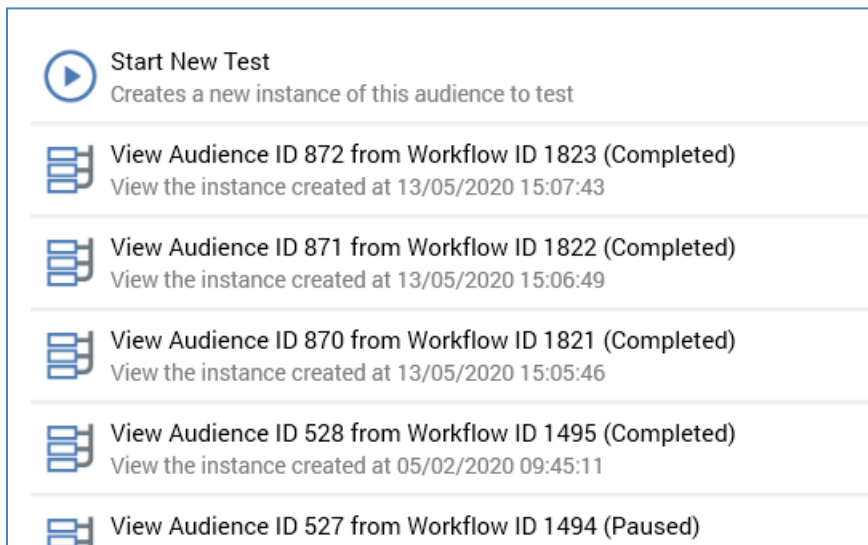 Start New Test
Creates a new instance of this audience to test
View Audience ID 872 from Workflow ID 1823 (Completed)
View the instance created at 13/05/2020 15:07:43
View Audience ID 871 from Workflow ID 1822 (Completed)
View the instance created at 13/05/2020 15:06:49
View Audience ID 870 from Workflow ID 1821 (Completed)
View the instance created at 13/05/2020 15:05:46
View Audience ID 528 from Workflow ID 1495 (Completed)
View the instance created at 05/02/2020 09:45:11
View Audience ID 527 from Workflow ID 1494 (Paused)